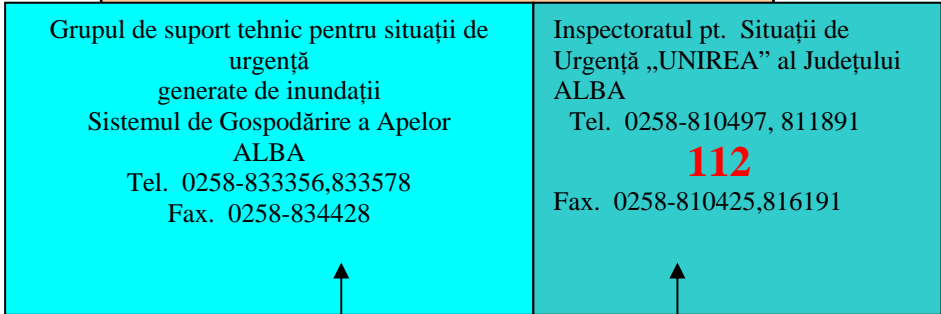 Grupul de suport tehnic pentru situații de
urgență
generate de inundații
Sistemul de Gospodărire a Apelor
ALBA
Tel. 0258-833356,833578
Fax. 0258-834428
Inspectoratul pt. Situații de
Urgență „UNIREA” al Județului
ALBA
Tel. 0258-810497, 811891
112
Fax. 0258-810425,816191